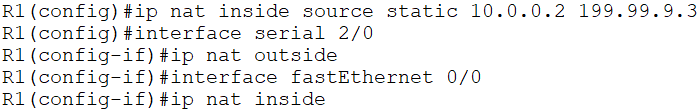 R1(config)#ip nat inside source static 10.0.0.2 199.99.9.3
R1(config)#interface serial 2/0
R1(config-if)#ip nat outside
R1(config-if)#interface fastEthernet 0/0
R1(config-if)#ip nat inside